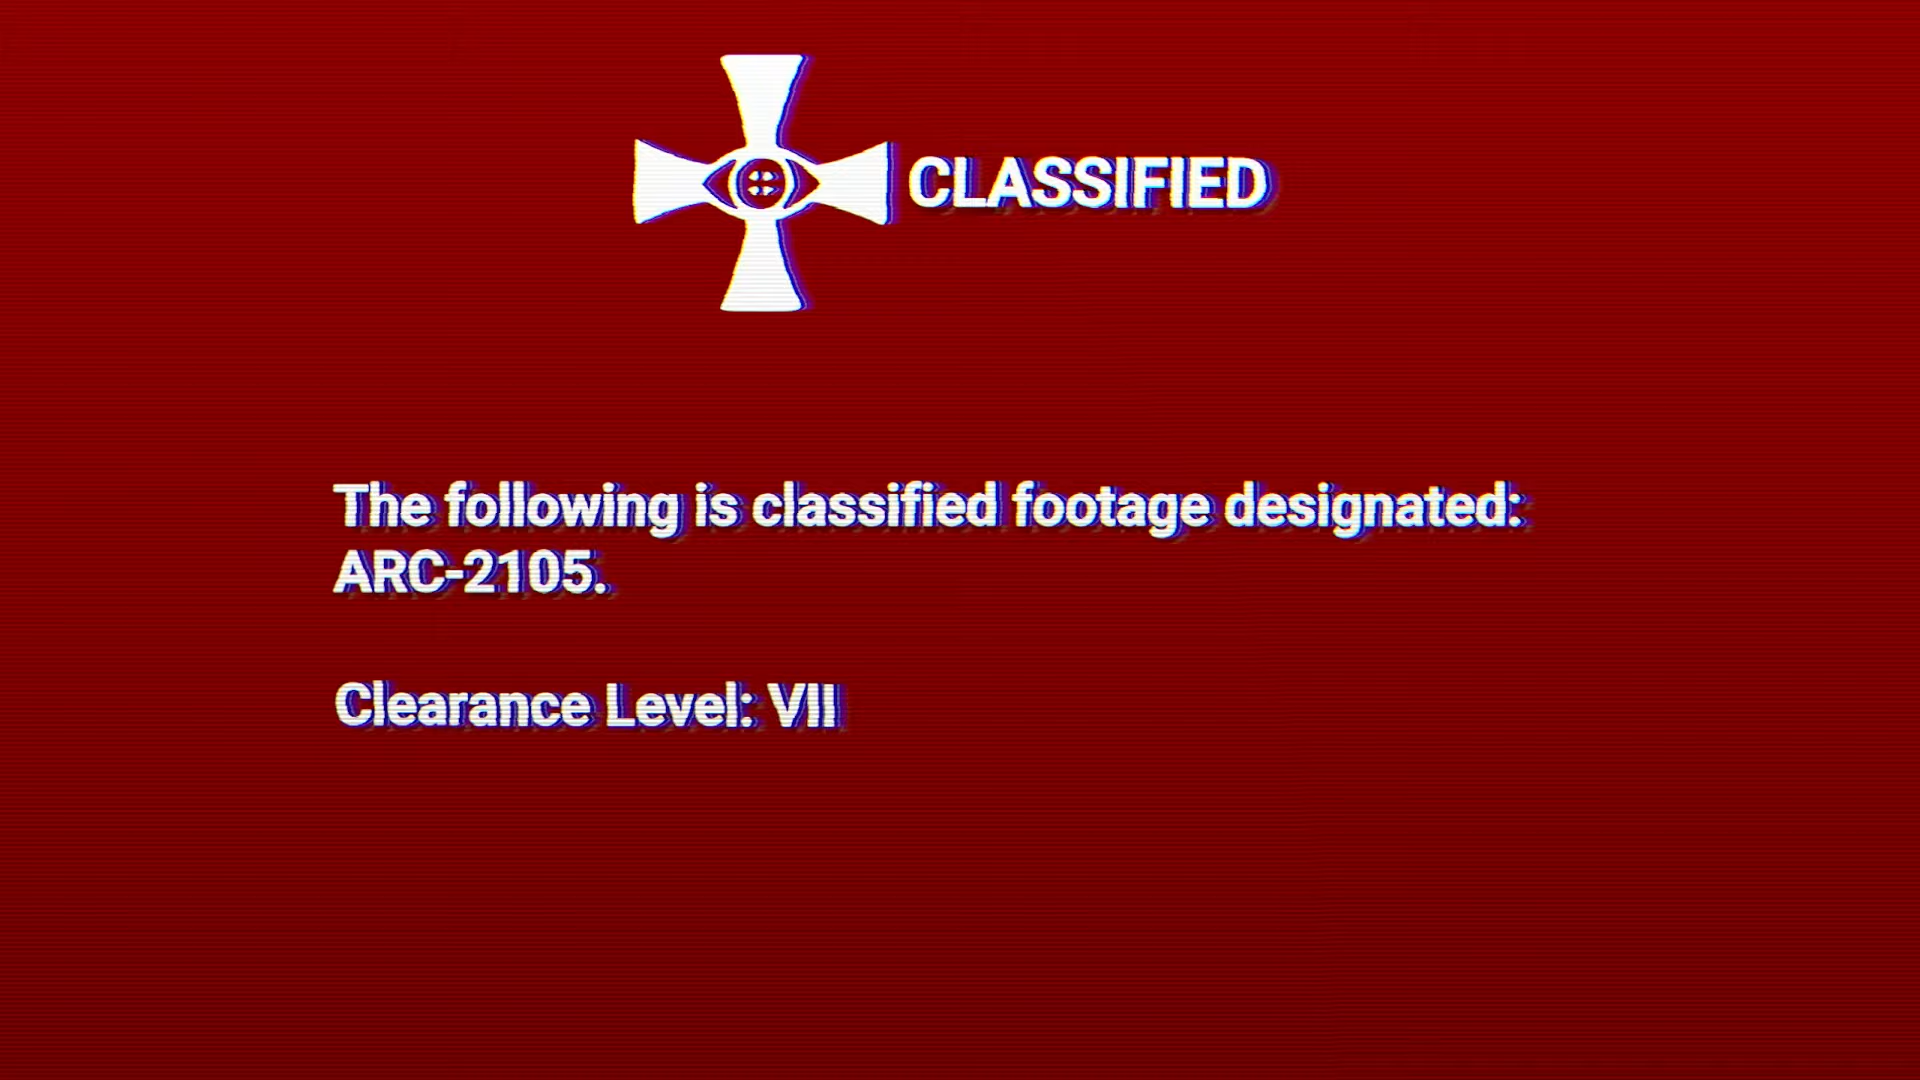 CLASSIFIED
The following is classified footage designated:
ARC-2105.
Clearance Level: VII